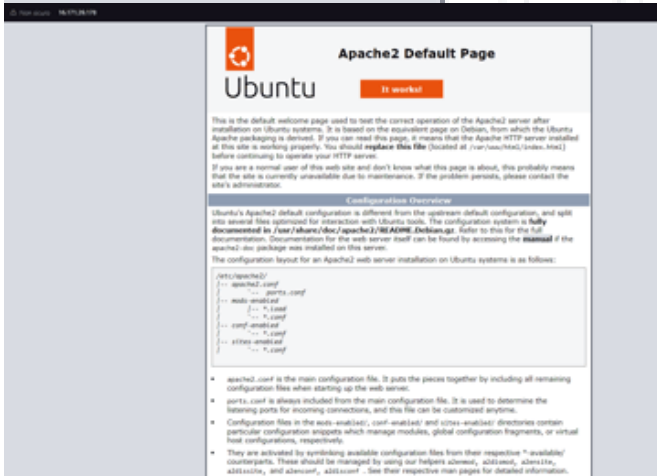 Apache2 Default Page
Ubuntu
It works!
This is the default welcome page used to test the correct operation of the Apache2 server after
installation on Ubuntu systems. It is based on the equivalent page on Debian, from which the Ubuntu
Apache packaging is derived. If you can read this page, it means that the Apache HTTP server installed
at this site is working properly. You should replace this file (located at /var/www/html/index.html)
before continuing to operate your HTTP server.
If you are a normal user of this web site and don't know what this page is about, this probably means
that the site is currently unavailable due to maintenance. If the problem persists, please contact the
site's administrator.
Configuration Overview
Ubuntu's Apache2 default configuration is different from the upstream default configuration, and split
into several files optimized for interaction with Ubuntu tools. The configuration system is fully
documented in /usr/share/doc/apache2/README.Debian.gz. Refer to this for the full
documentation. Documentation for the web server itself can be found by accessing the manual if the
apache2-doc package was installed on this server.
The configuration layout for an Apache2 web server installation on Ubuntu systems is as follows:
/etc/apache2/
|-- apache2.conf
|       `--  ports.conf
|-- mods-enabled
|       |-- *.load
|       `-- *.conf
|-- conf-enabled
|       `-- *.conf
|-- sites-enabled
|       `-- *.conf
• apache2.conf is the main configuration file. It puts the pieces together by including all remaining
configuration files when starting up the web server.
• ports.conf is always included from the main configuration file. It is used to determine the
listening ports for incoming connections, and this file can be customized anytime.
• Configuration files in the mods-enabled/, conf-enabled/ and sites-enabled/ directories contain
particular configuration snippets which manage modules, global configuration fragments, or virtual
host configurations, respectively.
• They are activated by symlinking available configuration files from their respective *-available/
counterparts. These should be managed by using our helpers a2enmod, a2dismod, a2ensite,
a2dissite, and a2enconf, a2disconf . See their respective man pages for detailed information.